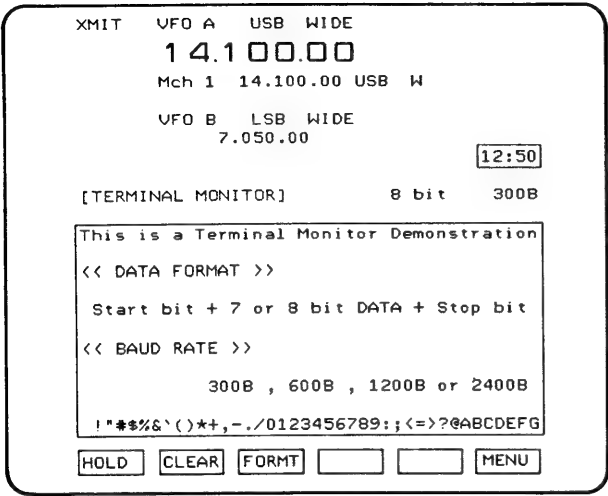 XMIT VFO A USB WIDE
14.100.00
Mch 1 14.100.00 USB W
VFO B LSB WIDE
7.050.00
12:50
[TERMINAL MONITOR] 8 bit 300B
This is a Terminal Monitor Demonstration
<< DATA FORMAT >>
Start bit + 7 or 8 bit DATA + Stop bit
<< BAUD RATE >>
300B , 600B , 1200B or 2400B
!"#$%&`()*+,-./0123456789:;<=>?@ABCDEFG
HOLD CLEAR FORMT MENU